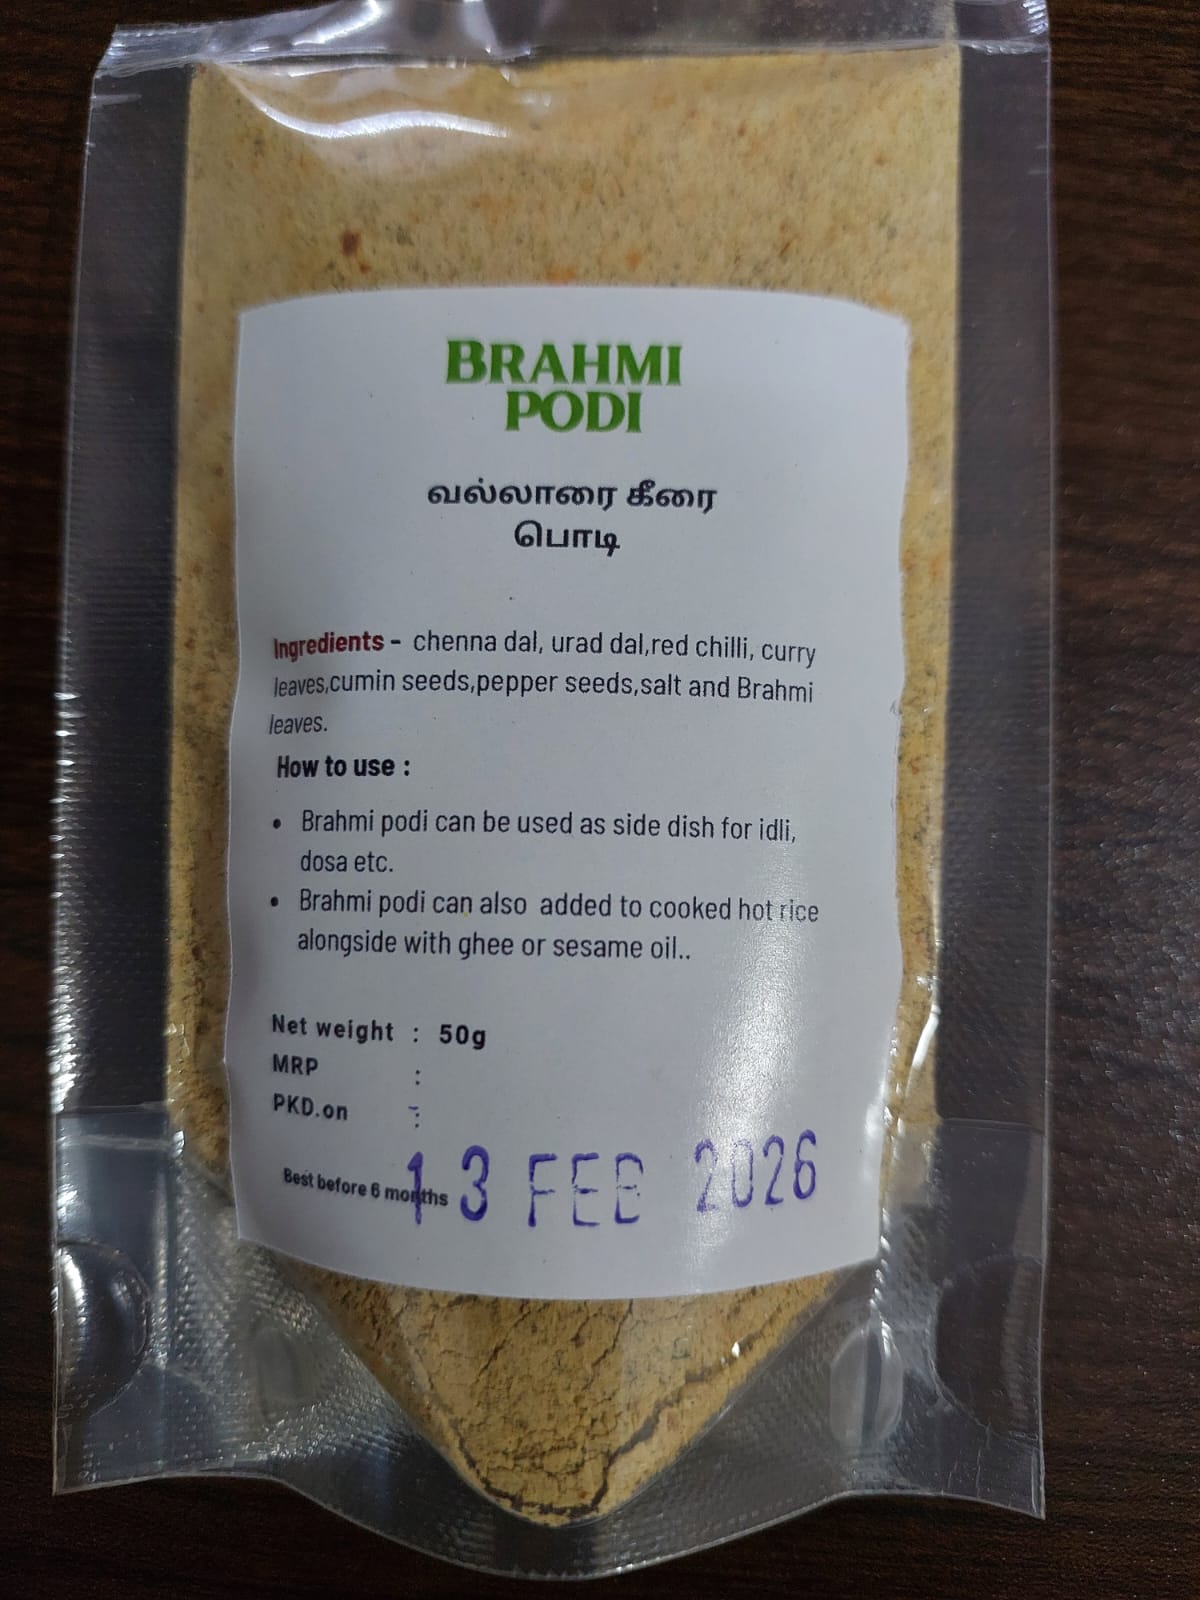 BRAHMI
PODI
வல்லாரை கீரை
பொடி
Ingredients - chenna dal, urad dal,red chilli, curry
leaves,cumin seeds,pepper seeds,salt and Brahmi
leaves.
How to use :
• Brahmi podi can be used as side dish for idli,
dosa etc.
• Brahmi podi can also added to cooked hot rice
alongside with ghee or sesame oil..
Net weight : 50g
MRP :
PKD.on :
Best before 6 months
13 FEB 2026